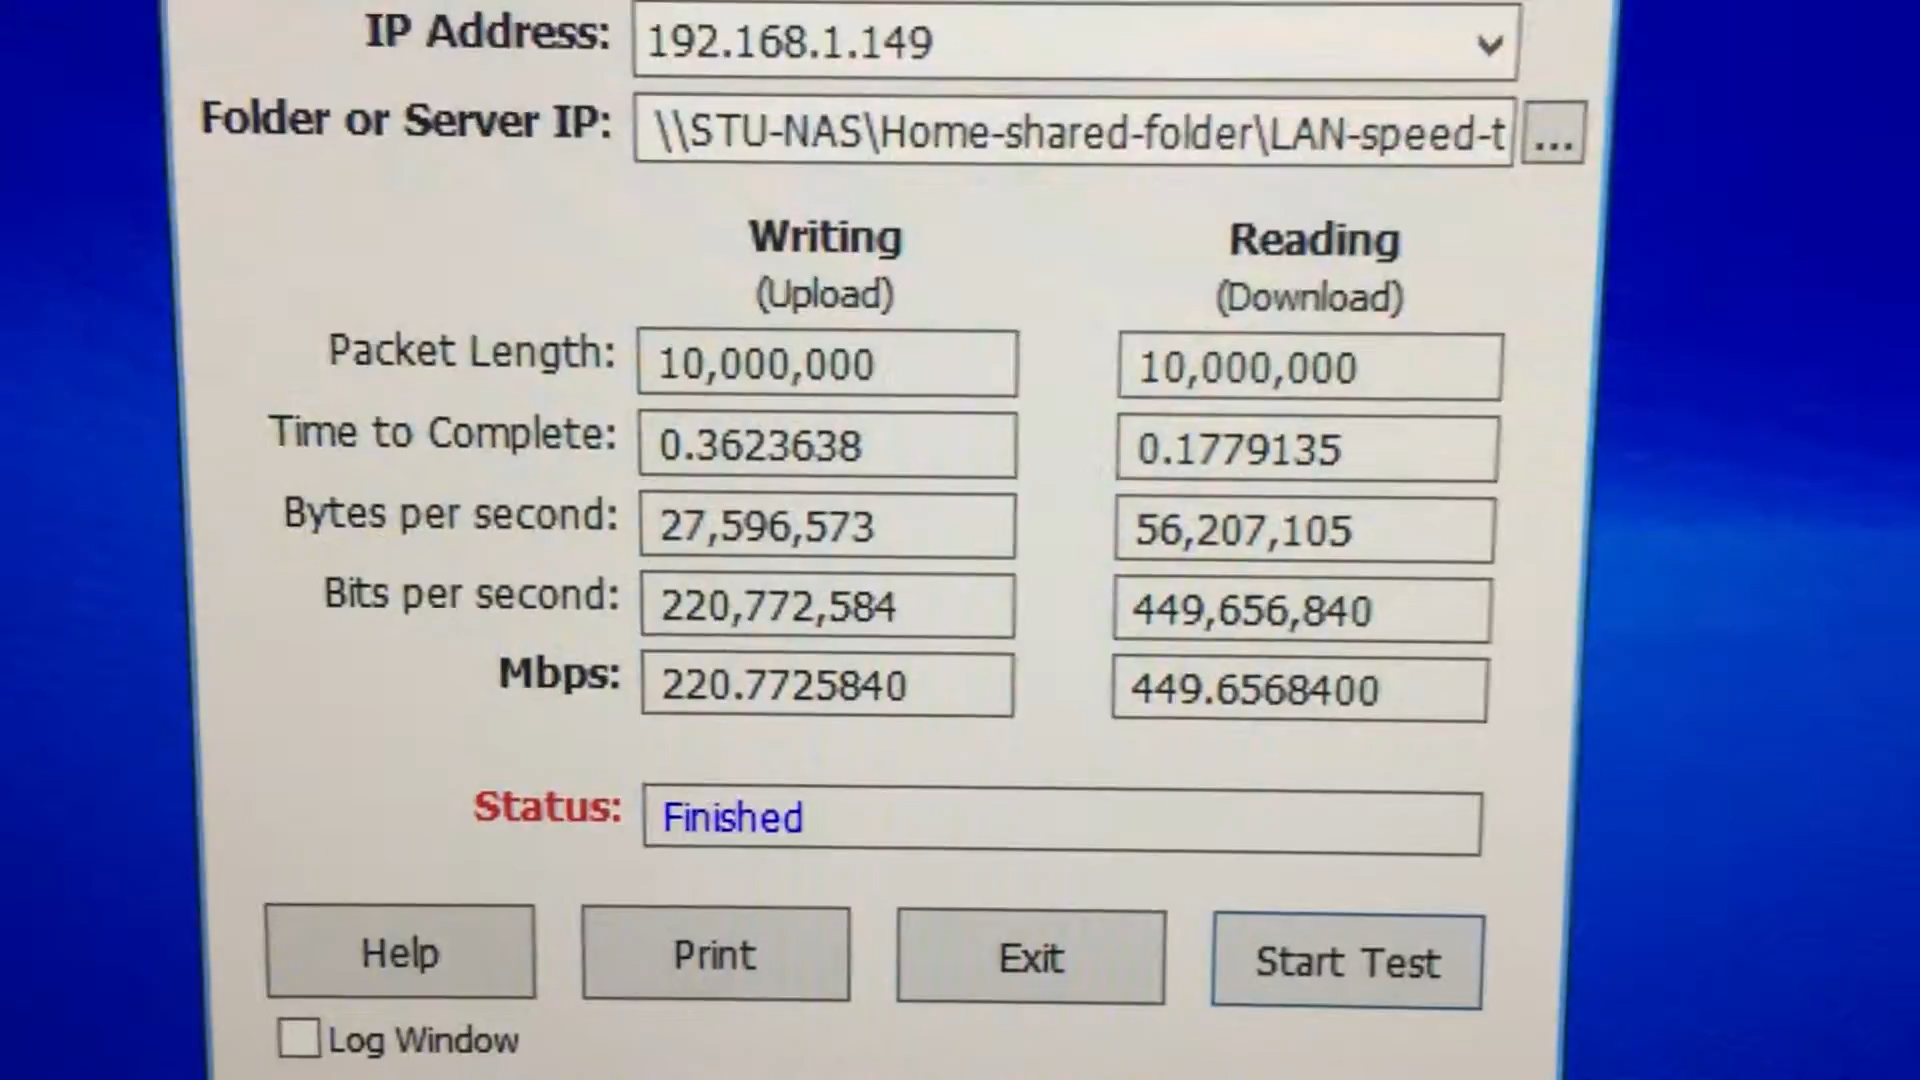 IP Address: 192.168.1.149
Folder or Server IP: \\STU-NAS\Home-shared-folder\LAN-speed-t ...
Writing Reading
(Upload) (Download)
Packet Length: 10,000,000 10,000,000
Time to Complete: 0.3623638 0.1779135
Bytes per second: 27,596,573 56,207,105
Bits per second: 220,772,584 449,656,840
Mbps: 220.7725840 449.6568400
Status: Finished
Help Print Exit Start Test
Log Window